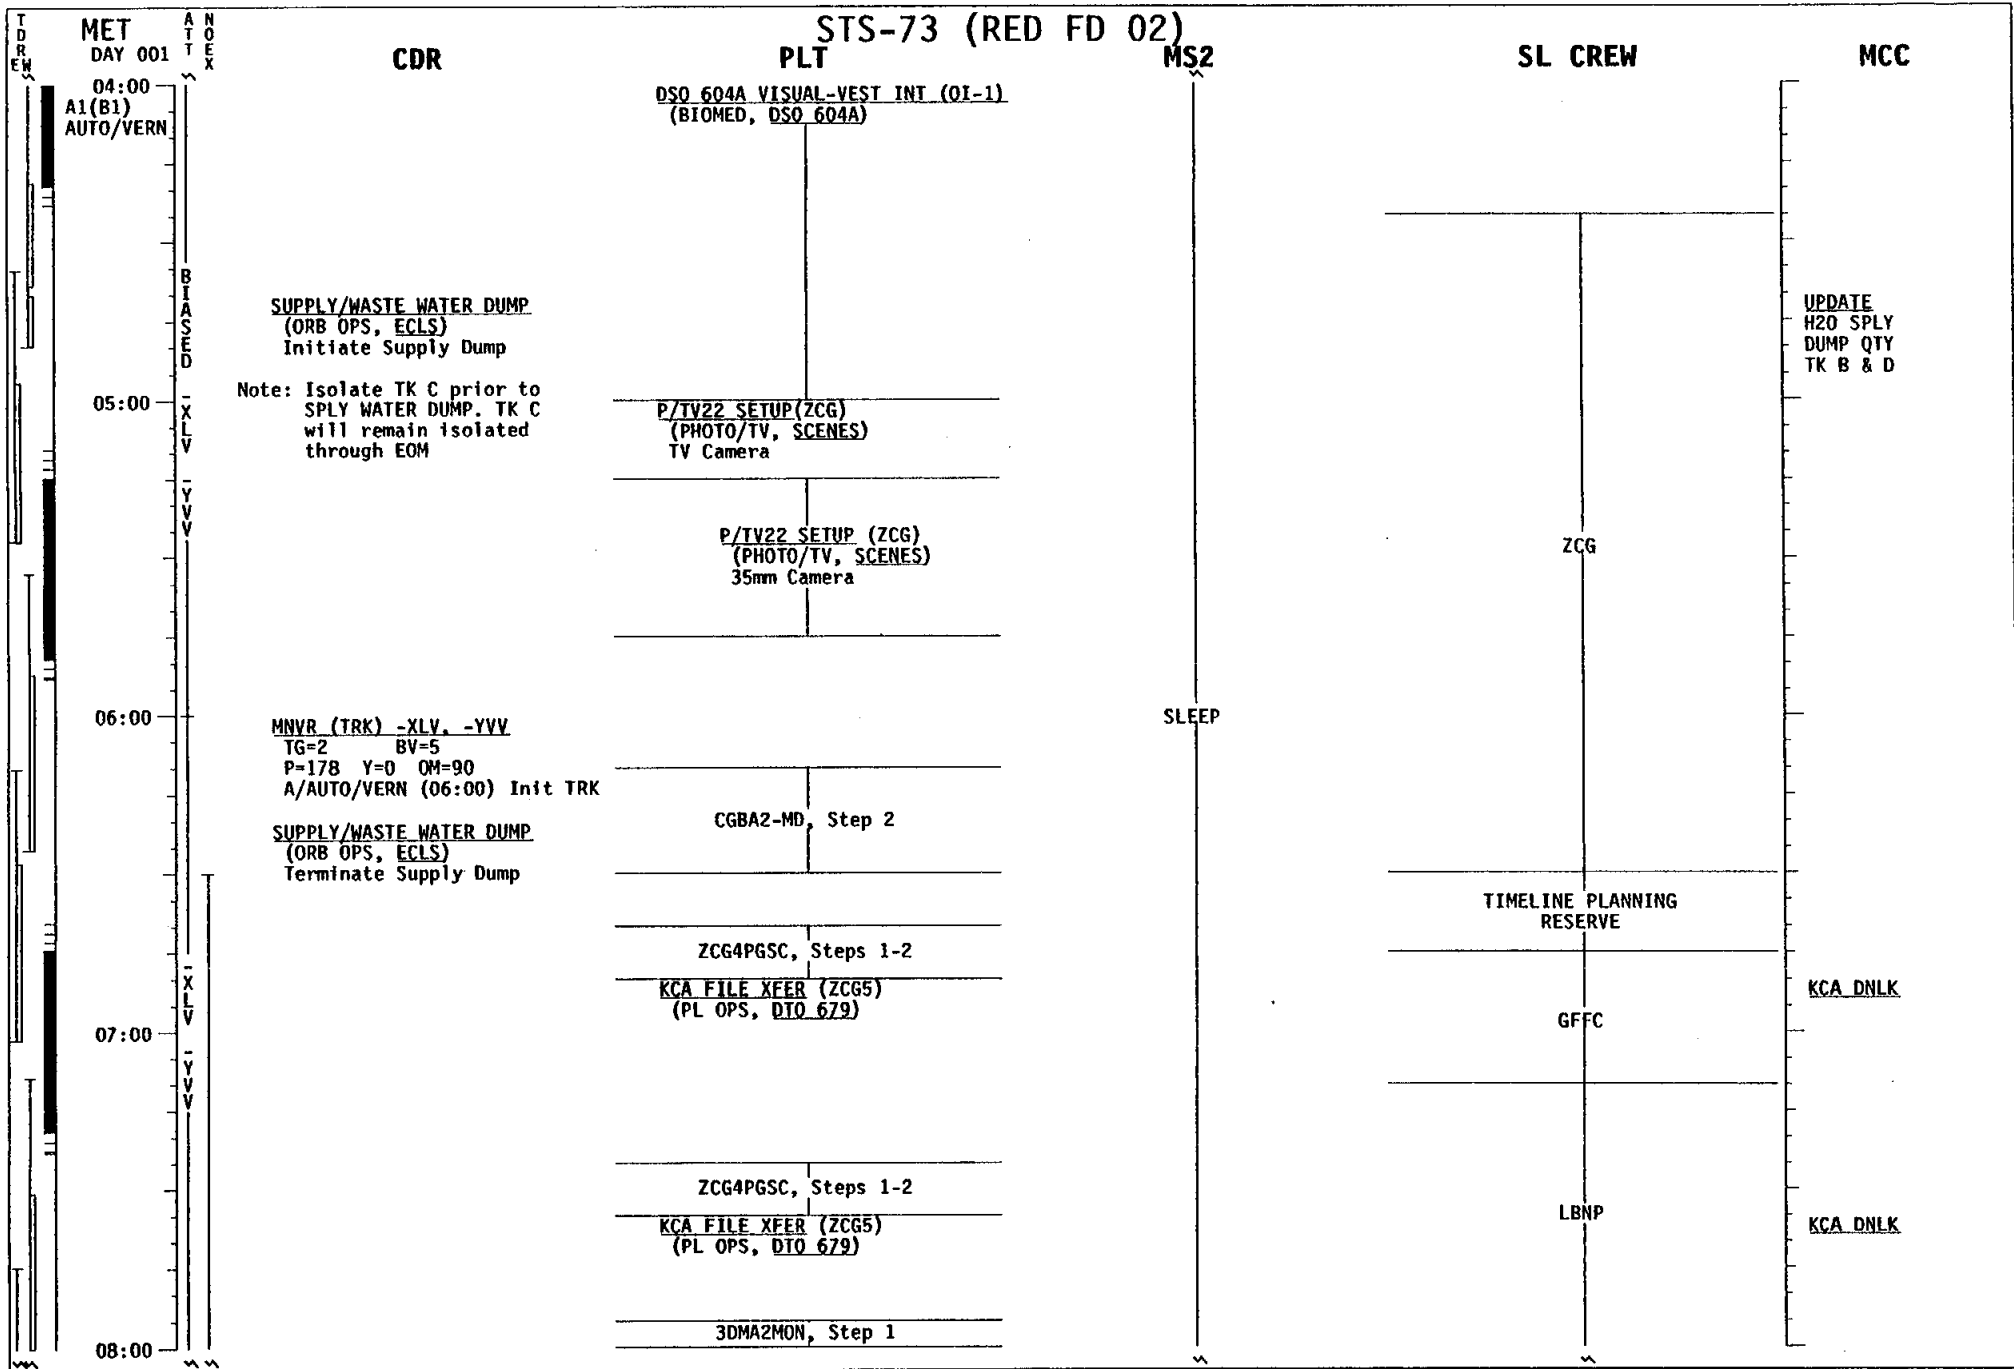 STS-73 (RED FD 02)
TDRE W
MET
DAY 001
ATT
NOEX
CDR
PLT
MS2
SL CREW
MCC
04:00
A1(B1)
AUTO/VERN
DSO 604A VISUAL-VEST INT (OI-1)
(BIOMED, DSO 604A)
BIASED
-XLV
-YVV
SUPPLY/WASTE WATER DUMP
(ORB OPS, ECLS)
Initiate Supply Dump
UPDATE
H2O SPLY
DUMP QTY
TK B & D
Note: Isolate TK C prior to
SPLY WATER DUMP. TK C
will remain isolated
through EOM
05:00
P/TV22 SETUP(ZCG)
(PHOTO/TV, SCENES)
TV Camera
P/TV22 SETUP (ZCG)
(PHOTO/TV, SCENES)
35mm Camera
ZCG
06:00
MNVR (TRK) -XLV, -YVV
TG=2 BV=5
P=178 Y=0 OM=90
A/AUTO/VERN (06:00) Init TRK
SLEEP
SUPPLY/WASTE WATER DUMP
(ORB OPS, ECLS)
Terminate Supply Dump
CGBA2-MD, Step 2
TIMELINE PLANNING
RESERVE
ZCG4PGSC, Steps 1-2
KCA FILE XFER (ZCG5)
(PL OPS, DTO 679)
KCA DNLK
-XLV
-YVV
GFFC
07:00
ZCG4PGSC, Steps 1-2
KCA FILE XFER (ZCG5)
(PL OPS, DTO 679)
LBNP
KCA DNLK
3DMA2MON, Step 1
08:00